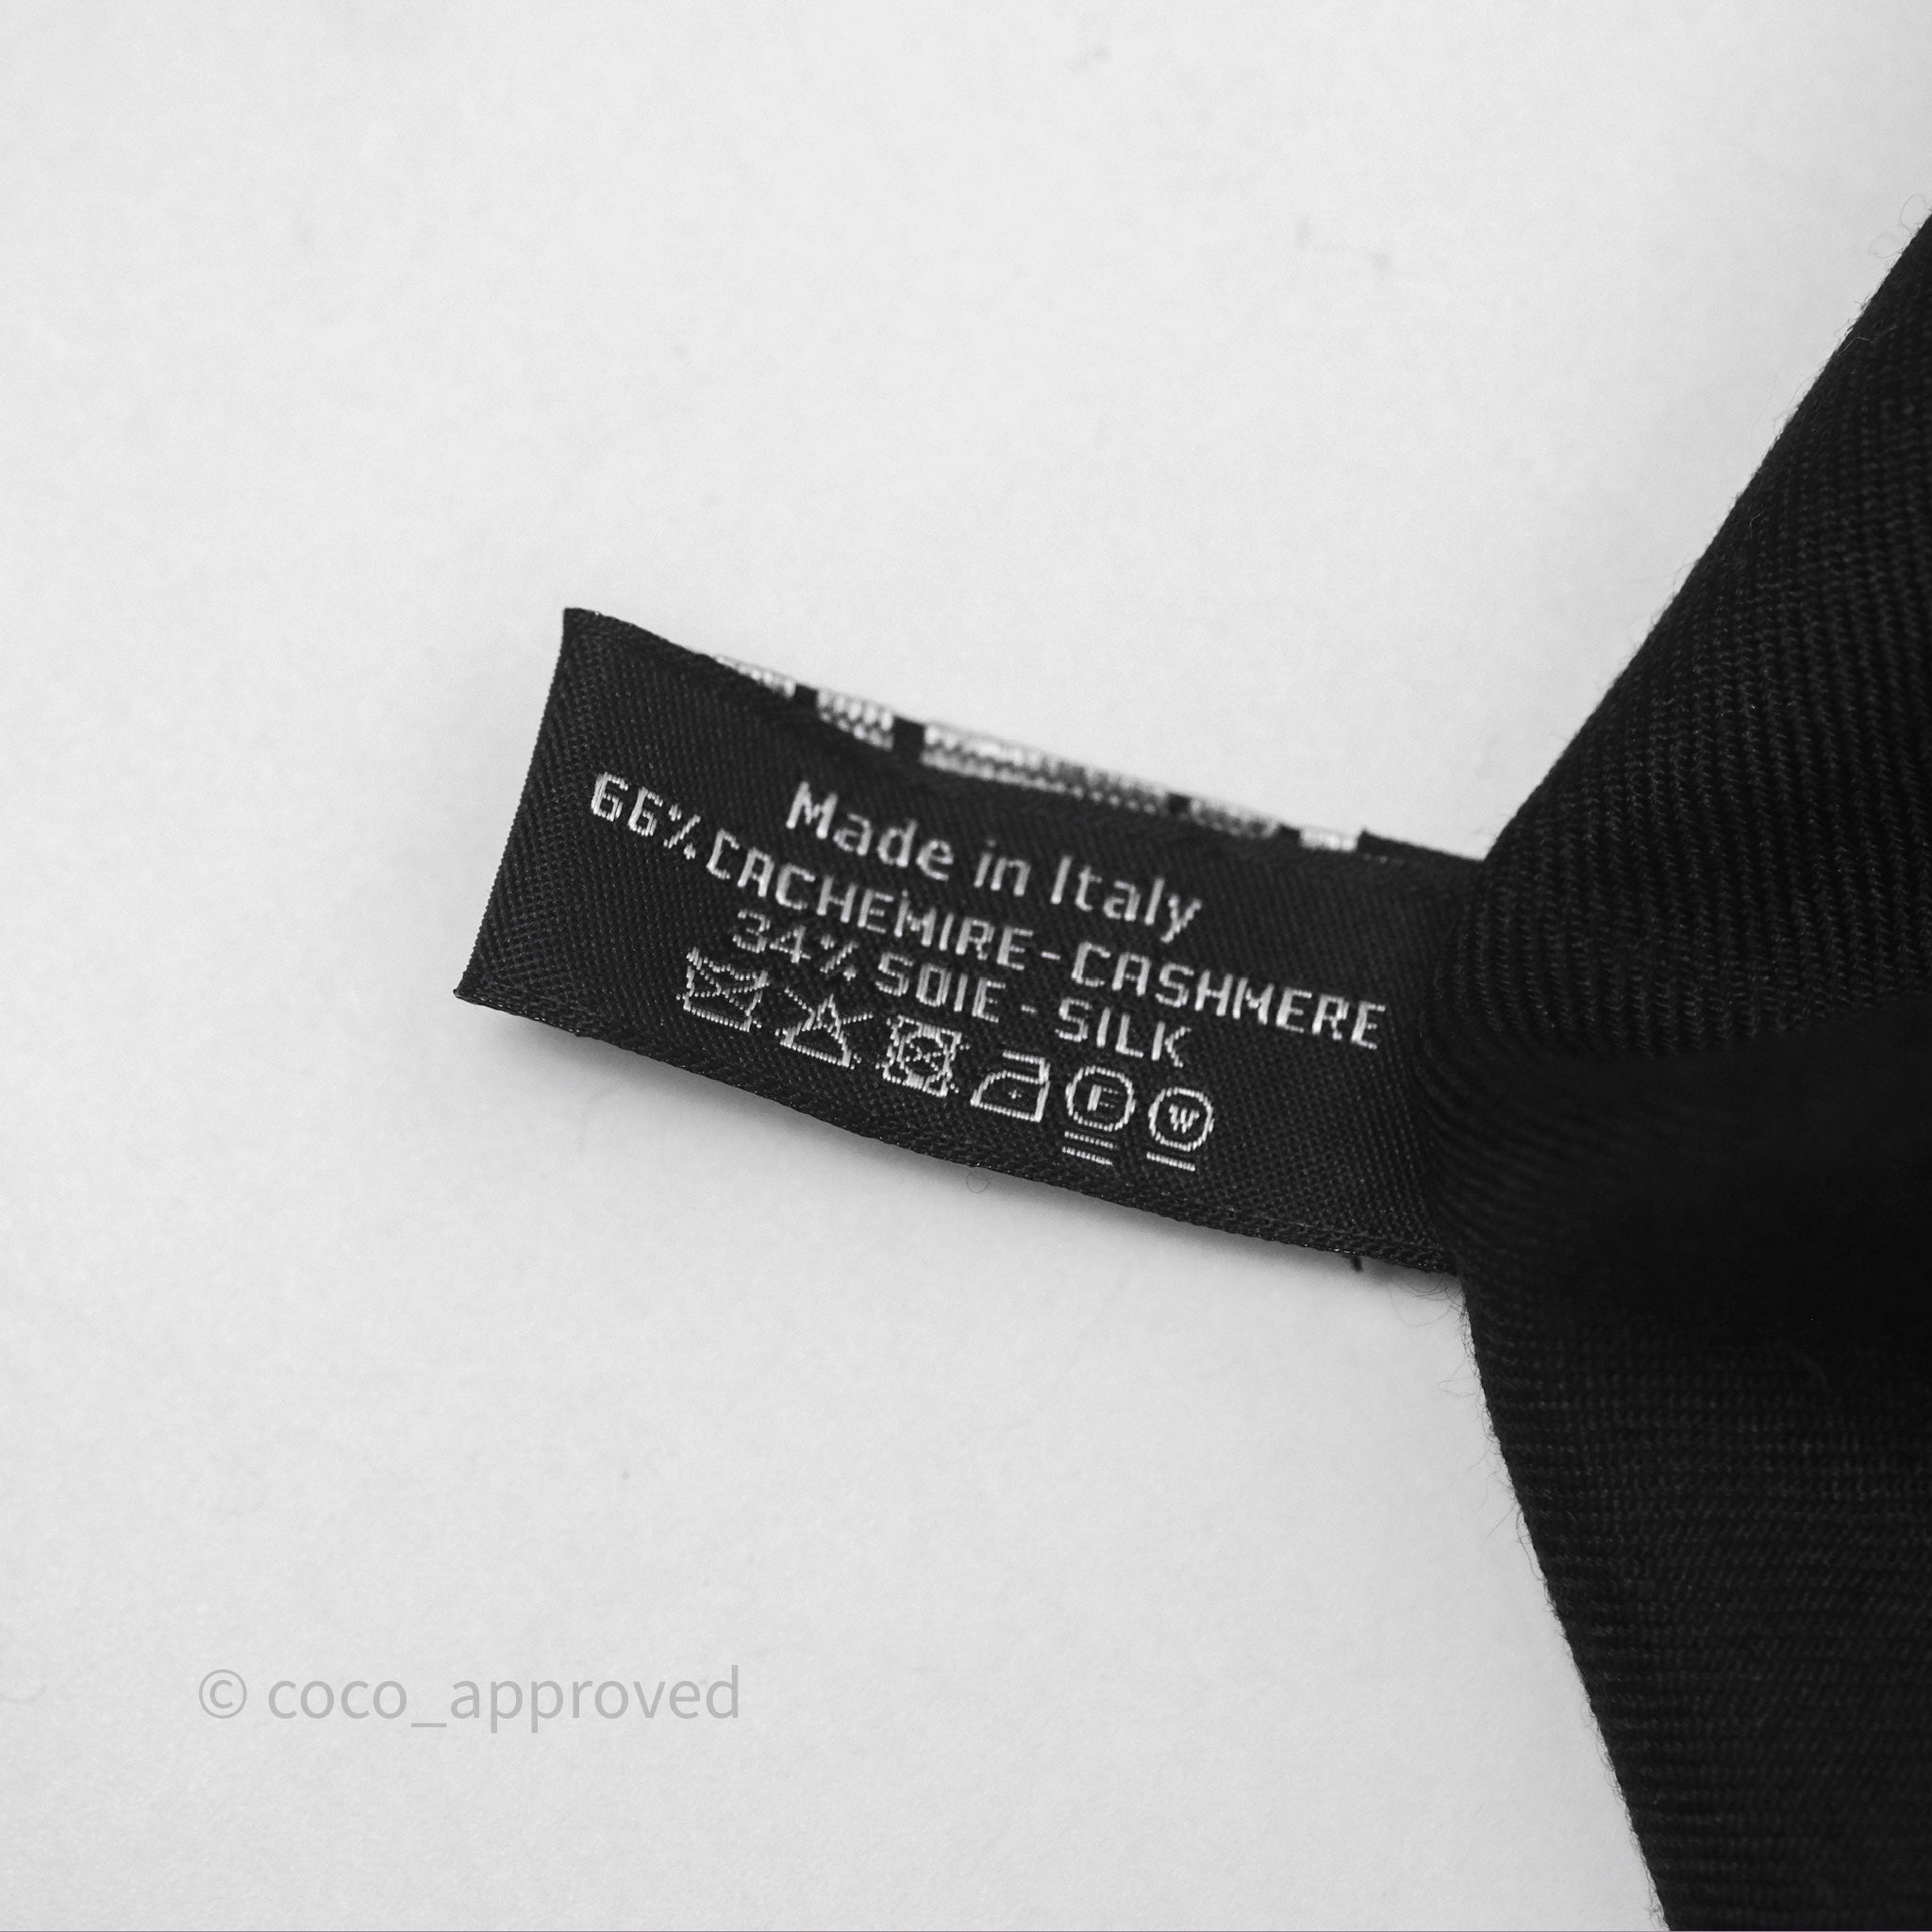 Made in Italy
66% CACHEMIRE - CASHMERE
34% SOIE - SILK
F W
© coco_approved